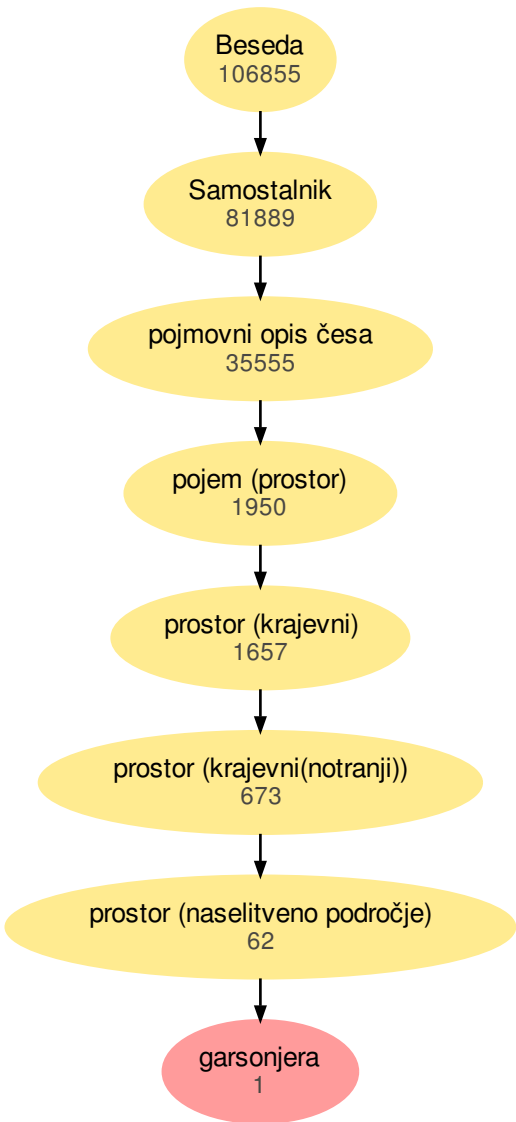 Beseda
106855
Samostalnik
81889
pojmovni opis česa
35555
pojem (prostor)
1950
prostor (krajevni)
1657
prostor (krajevni(notranji))
673
prostor (naselitveno področje)
62
garsonjera
1